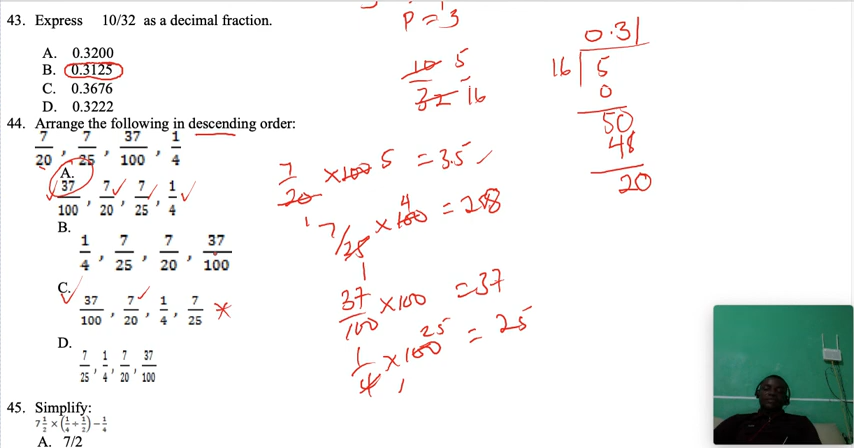 43. Express 10/32 as a decimal fraction.
A. 0.3200
B. 0.3125
C. 0.3676
D. 0.3222
44. Arrange the following in descending order:
7/20, 7/25, 37/100, 1/4
A.
37/100, 7/20, 7/25, 1/4
B.
1/4, 7/25, 7/20, 37/100
C.
37/100, 7/20, 1/4, 7/25
D.
7/25, 1/4, 7/20, 37/100
45. Simplify:
7 1/2 × (1/4 + 1/2) − 1/4
A. 7/2
10 5
32 16
7/20 × 100 5 = 3.5
1
7/25 × 100 4 = 28
1
37/100 × 100 = 37
1/4 × 100 25 = 25
1
0.31
16 5
0
50
48
20